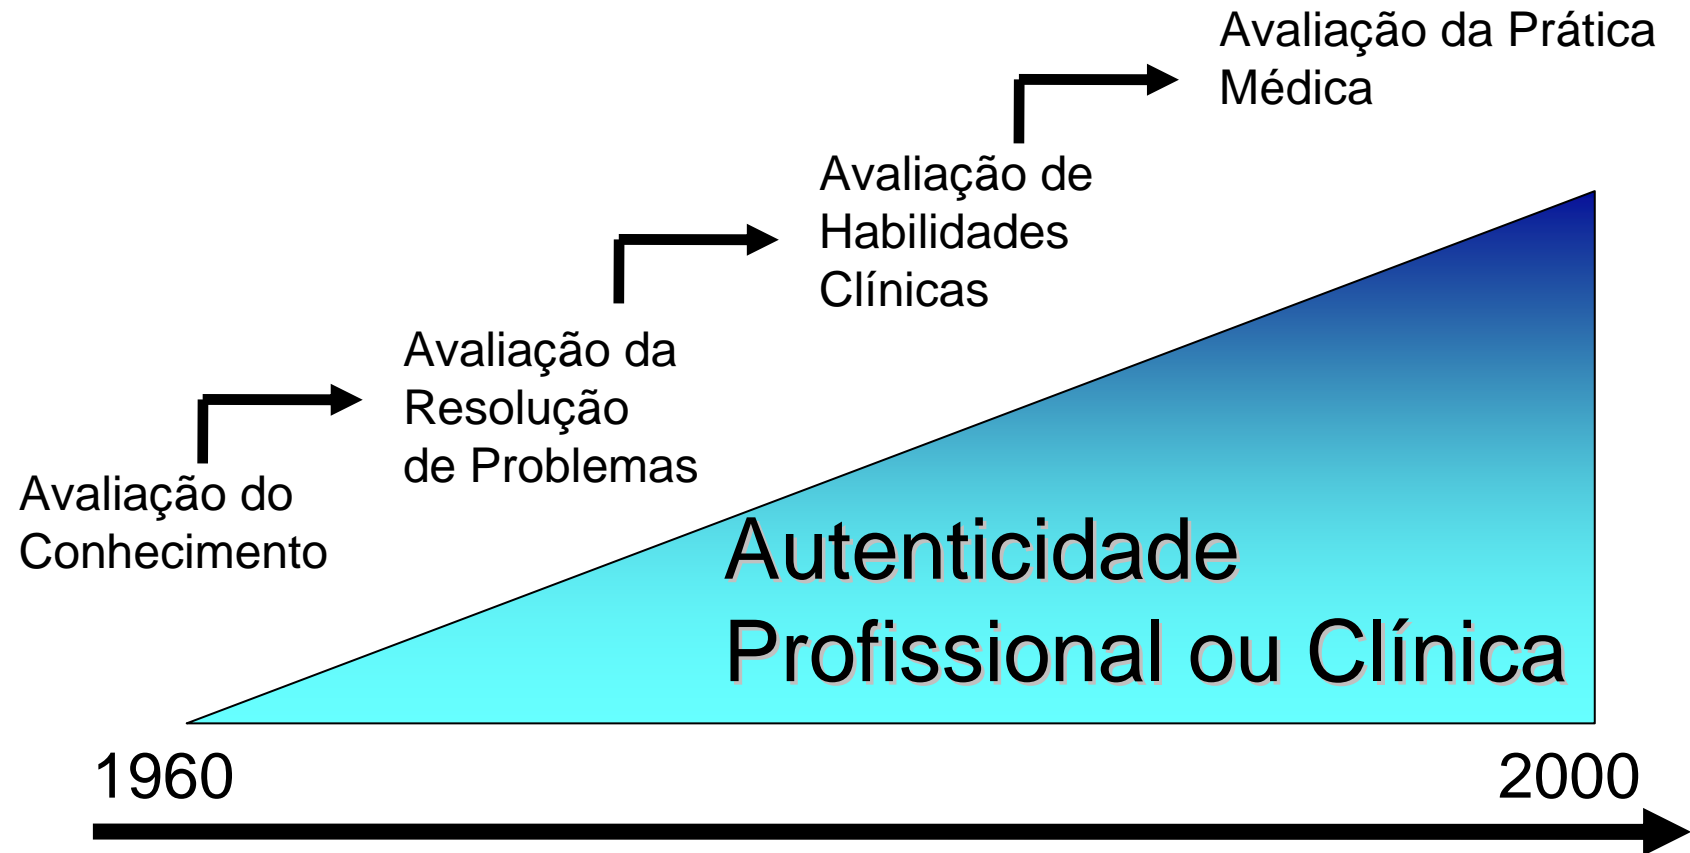 Avaliação da Prática
Médica
Avaliação de
Habilidades
Clínicas
Avaliação da
Resolução
de Problemas
Avaliação do
Conhecimento
Autenticidade
Profissional ou Clínica
1960
2000